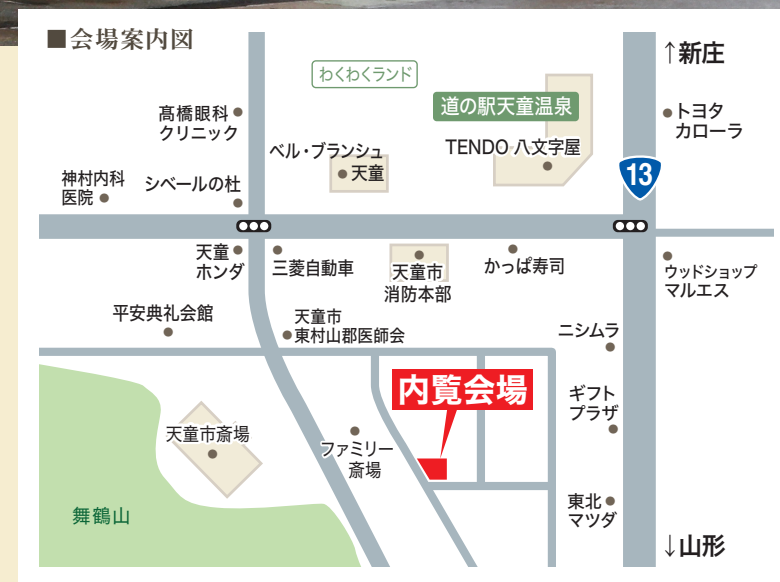 ■会場案内図
↑新庄
わくわくランド
道の駅天童温泉
トヨタ
カローラ
髙橋眼科
クリニック
ベル・ブランシュ
天童
TENDO 八文字屋
13
神村内科
医院
シベールの杜
天童
ホンダ
三菱自動車
天童市
消防本部
かっぱ寿司
ウッドショップ
マルエス
平安典礼会館
天童市
東村山郡医師会
ニシムラ
内覧会場
ギフト
プラザ
天童市斎場
ファミリー
斎場
舞鶴山
東北
マツダ
↓山形